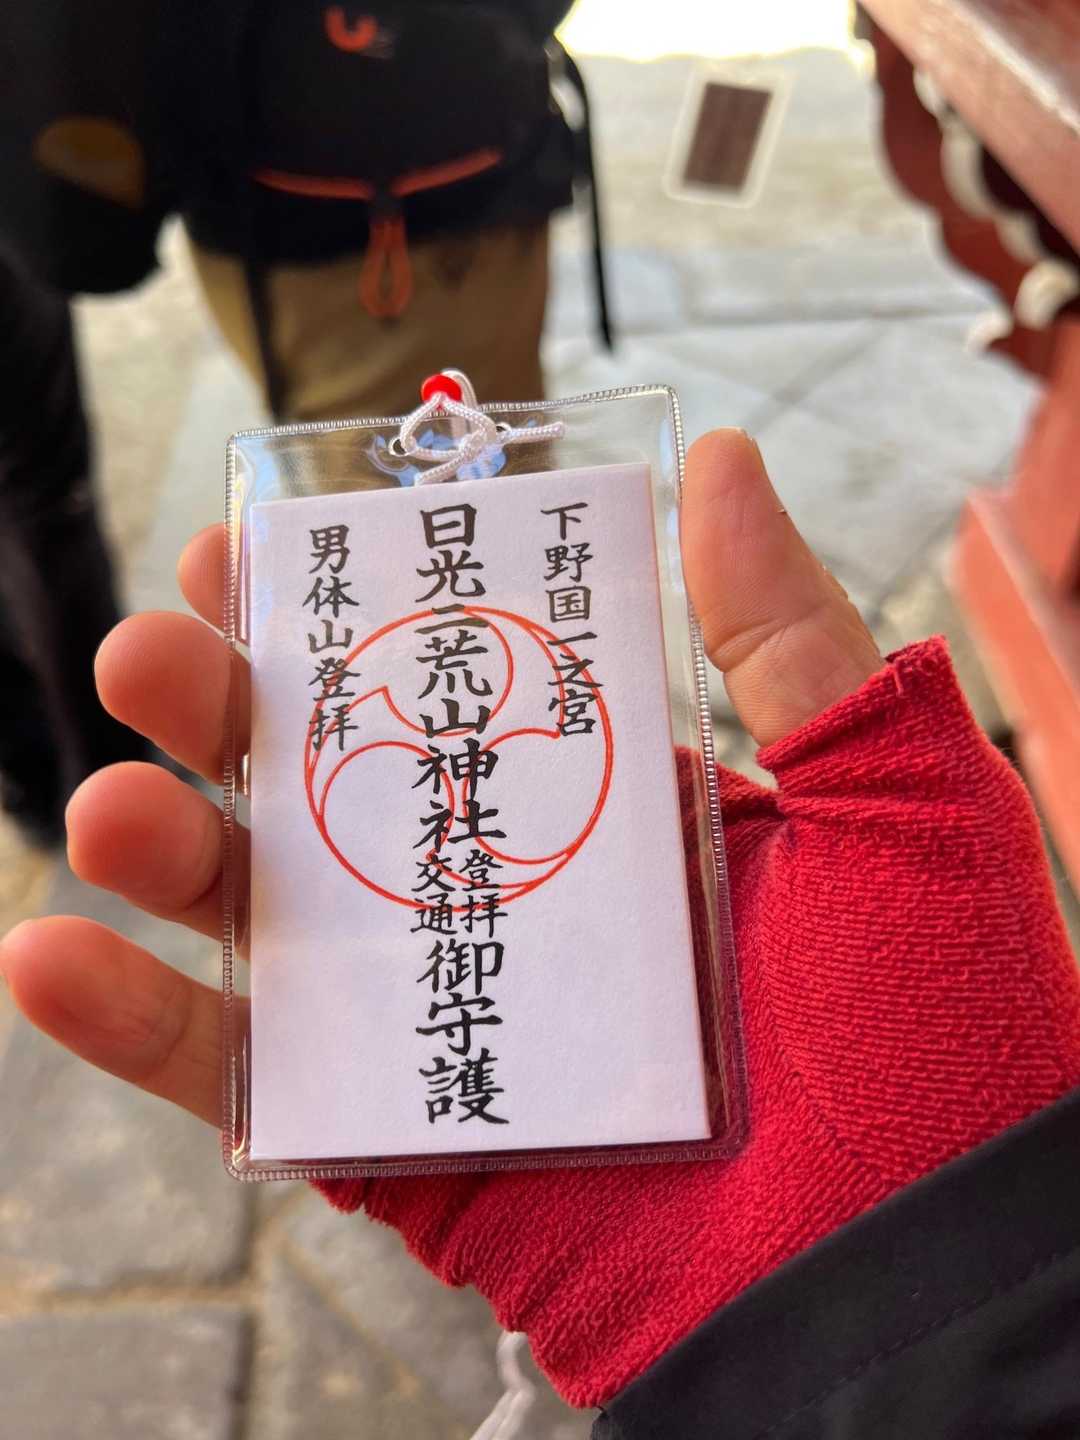 下野国一之宮
日光二荒山神社登拝交通御守護
男体山登拝